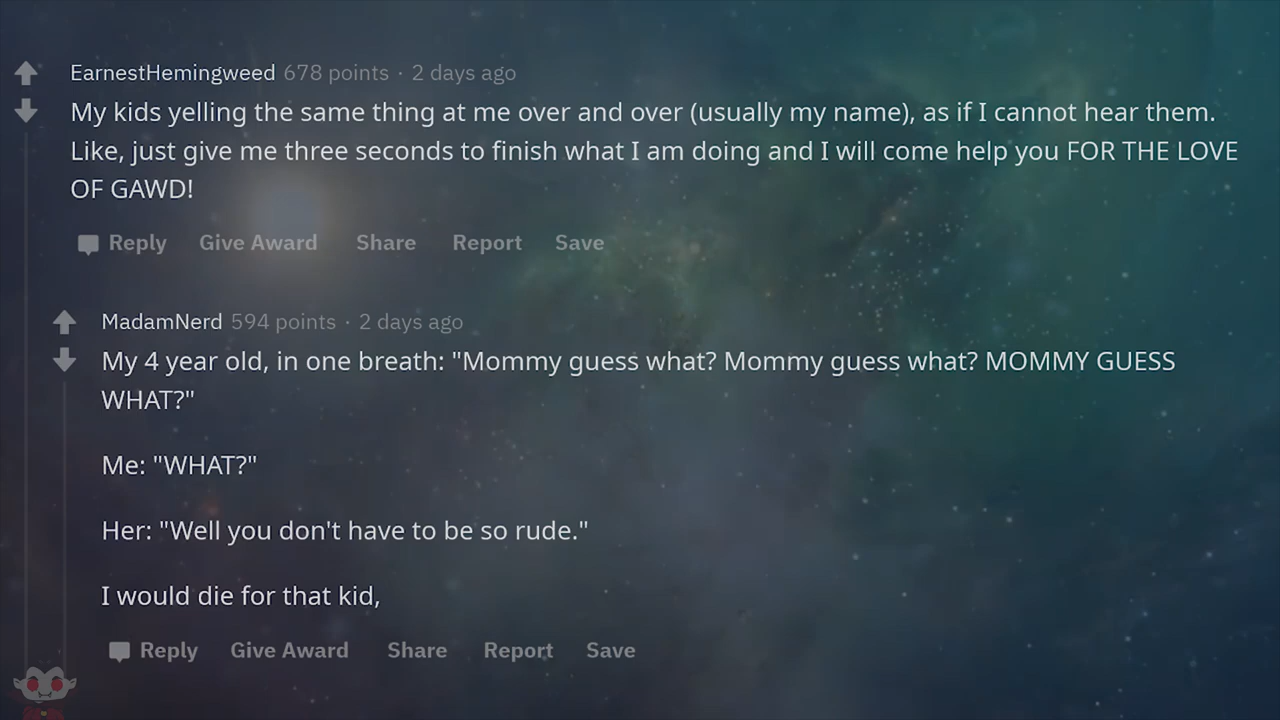 EarnestHemingweed 678 points · 2 days ago
My kids yelling the same thing at me over and over (usually my name), as if I cannot hear them.
Like, just give me three seconds to finish what I am doing and I will come help you FOR THE LOVE
OF GAWD!
Reply Give Award Share Report Save
MadamNerd 594 points · 2 days ago
My 4 year old, in one breath: "Mommy guess what? Mommy guess what? MOMMY GUESS
WHAT?"
Me: "WHAT?"
Her: "Well you don't have to be so rude."
I would die for that kid,
Reply Give Award Share Report Save